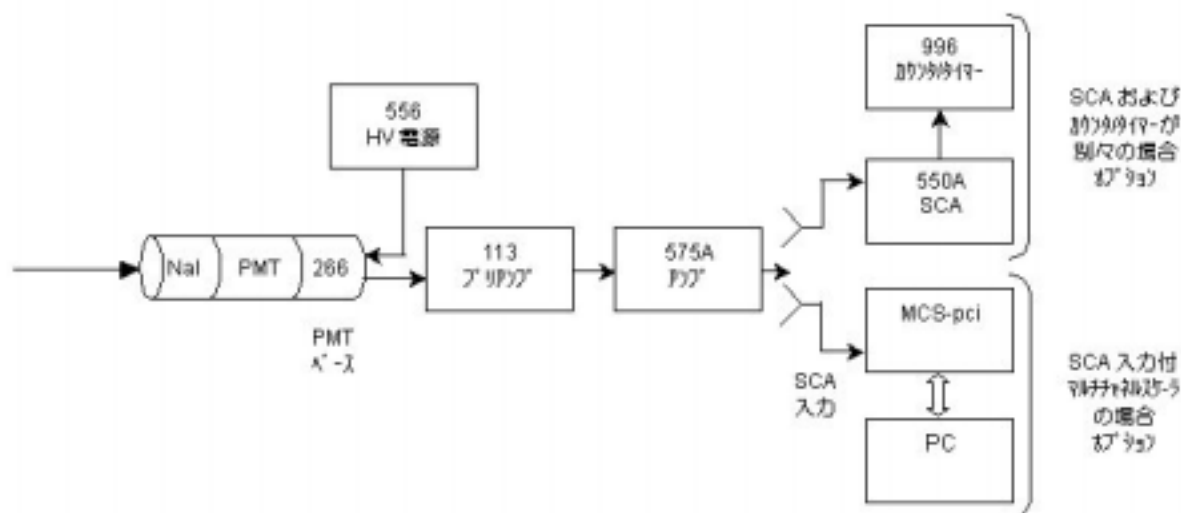 556
HV 電源
NaI
PMT
266
PMT
ﾍﾞｰｽ
113
ﾌﾟﾘｱﾝﾌﾟ
575A
ｱﾝﾌﾟ
996
ｶｳﾝﾀ/ﾀｲﾏｰ
550A
SCA
SCA および
ｶｳﾝﾀ/ﾀｲﾏｰが
別々の場合
ｵﾌﾟｼｮﾝ
SCA
入力
MCS-pci
PC
SCA 入力付
ﾏﾙﾁﾁｬﾈﾙｽｹｰﾗ
の場合
ｵﾌﾟｼｮﾝ